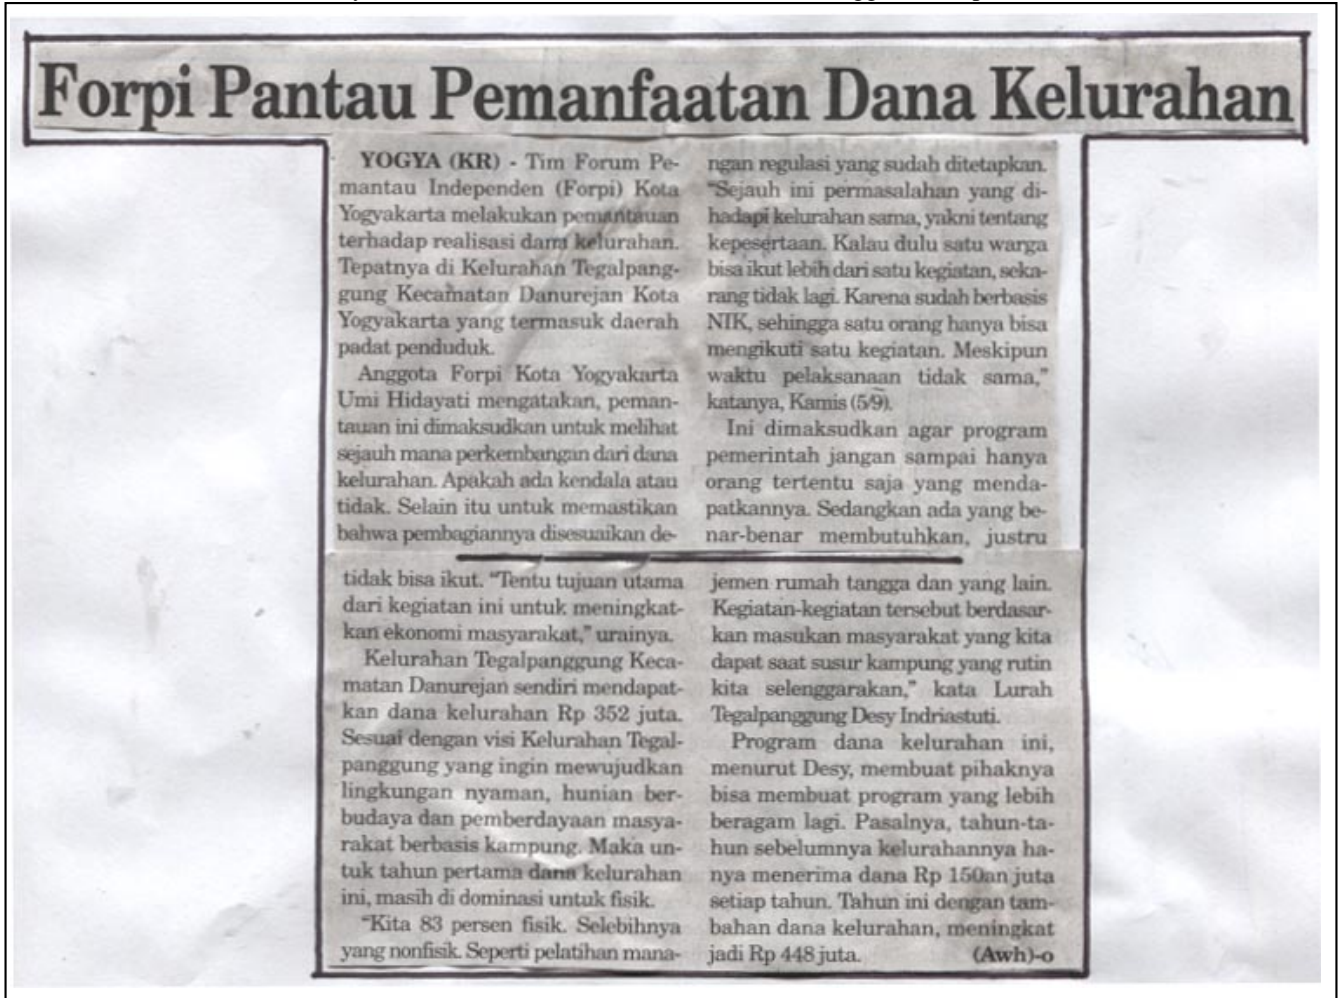 Forpi Pantau Pemanfaatan Dana Kelurahan
YOGYA (KR) - Tim Forum Pe-
mantau Independen (Forpi) Kota
Yogyakarta melakukan pemantauan
terhadap realisasi dana kelurahan.
Tepatnya di Kelurahan Tegalpang-
gung Kecamatan Danurejan Kota
Yogyakarta yang termasuk daerah
padat penduduk.
Anggota Forpi Kota Yogyakarta
Umi Hidayati mengatakan, peman-
tauan ini dimaksudkan untuk melihat
sejauh mana perkembangan dari dana
kelurahan. Apakah ada kendala atau
tidak. Selain itu untuk memastikan
bahwa pembagiannya disesuaikan de-
ngan regulasi yang sudah ditetapkan.
"Sejauh ini permasalahan yang di-
hadapi kelurahan sama, yakni tentang
kepesertaan. Kalau dulu satu warga
bisa ikut lebih dari satu kegiatan, seka-
rang tidak lagi. Karena sudah berbasis
NIK, sehingga satu orang hanya bisa
mengikuti satu kegiatan. Meskipun
waktu pelaksanaan tidak sama,"
katanya, Kamis (5/9).
Ini dimaksudkan agar program
pemerintah jangan sampai hanya
orang tertentu saja yang menda-
patkannya. Sedangkan ada yang be-
nar-benar membutuhkan, justru
tidak bisa ikut. "Tentu tujuan utama
dari kegiatan ini untuk meningkat-
kan ekonomi masyarakat," urainya.
Kelurahan Tegalpanggung Keca-
matan Danurejan sendiri mendapat-
kan dana kelurahan Rp 352 juta.
Sesuai dengan visi Kelurahan Tegal-
panggung yang ingin mewujudkan
lingkungan nyaman, hunian ber-
budaya dan pemberdayaan masya-
rakat berbasis kampung. Maka un-
tuk tahun pertama dana kelurahan
ini, masih di dominasi untuk fisik.
"Kita 83 persen fisik. Selebihnya
yang nonfisik. Seperti pelatihan mana-
jemen rumah tangga dan yang lain.
Kegiatan-kegiatan tersebut berdasar-
kan masukan masyarakat yang kita
dapat saat susur kampung yang rutin
kita selenggarakan," kata Lurah
Tegalpanggung Desy Indriastuti.
Program dana kelurahan ini,
menurut Desy, membuat pihaknya
bisa membuat program yang lebih
beragam lagi. Pasalnya, tahun-ta-
hun sebelumnya kelurahannya ha-
nya menerima dana Rp 150an juta
setiap tahun. Tahun ini dengan tam-
bahan dana kelurahan, meningkat
jadi Rp 448 juta. (Awh)-o